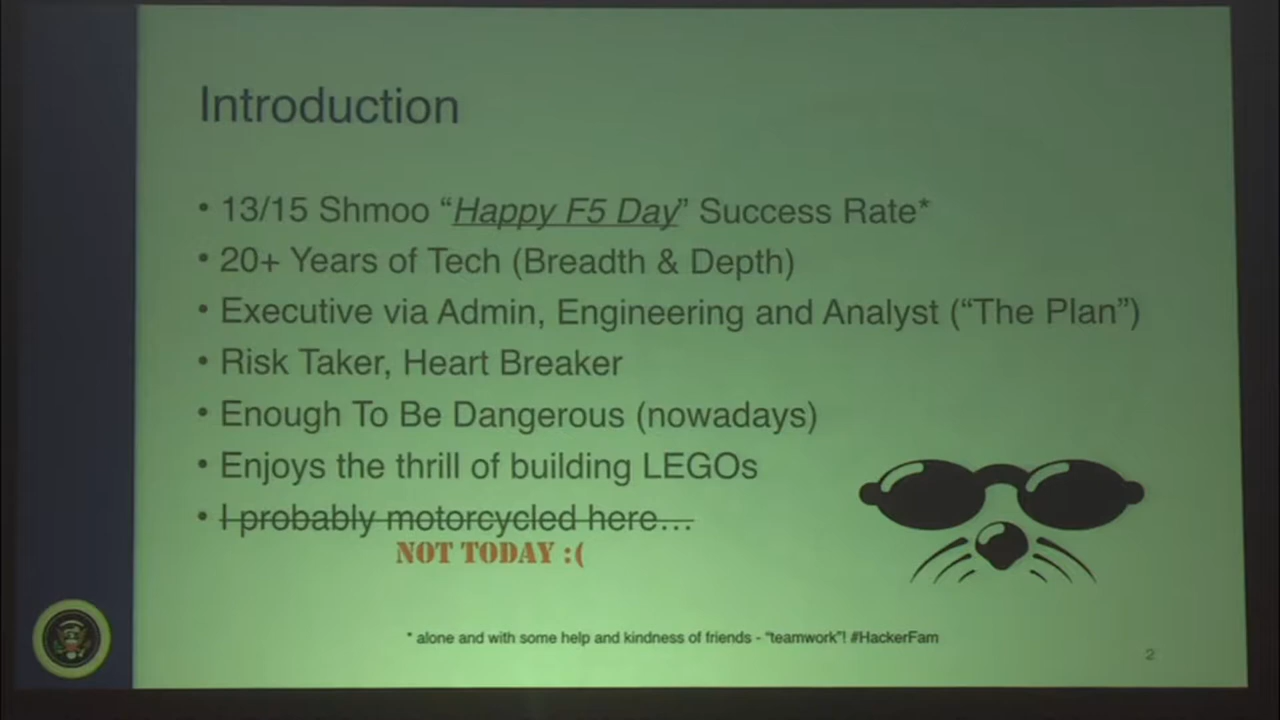 Introduction
• 13/15 Shmoo “Happy F5 Day” Success Rate*
• 20+ Years of Tech (Breadth & Depth)
• Executive via Admin, Engineering and Analyst (“The Plan”)
• Risk Taker, Heart Breaker
• Enough To Be Dangerous (nowadays)
• Enjoys the thrill of building LEGOs
• I probably motorcycled here…
NOT TODAY :(
* alone and with some help and kindness of friends - “teamwork”! #HackerFam
2